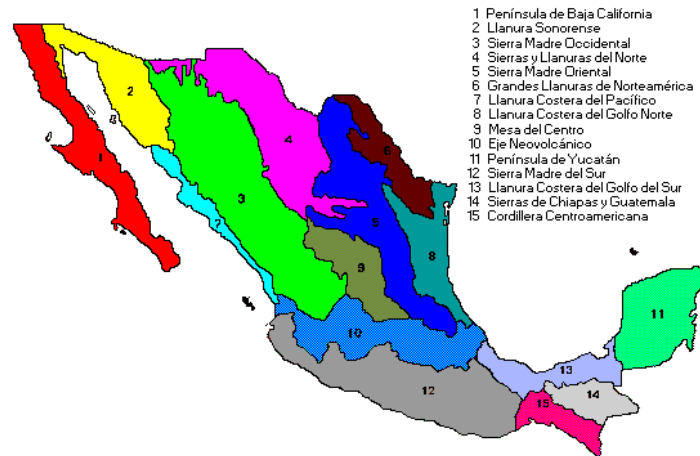 1 Península de Baja California
2 Llanura Sonorense
3 Sierra Madre Occidental
4 Sierras y Llanuras del Norte
5 Sierra Madre Oriental
6 Grandes Llanuras de Norteamérica
7 Llanura Costera del Pacífico
8 Llanura Costera del Golfo Norte
9 Mesa del Centro
10 Eje Neovolcánico
11 Península de Yucatán
12 Sierra Madre del Sur
13 Llanura Costera del Golfo del Sur
14 Sierras de Chiapas y Guatemala
15 Cordillera Centroamericana
2
4
6
1
3
7
5
8
9
10
11
12
13
14
15